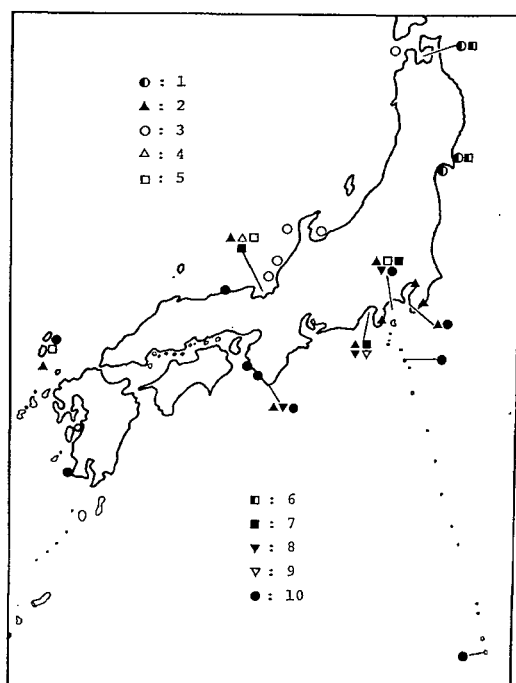 ◐ : 1
▲ : 2
○ : 3
△ : 4
□ : 5
◧ : 6
■ : 7
▼ : 8
▽ : 9
● : 10